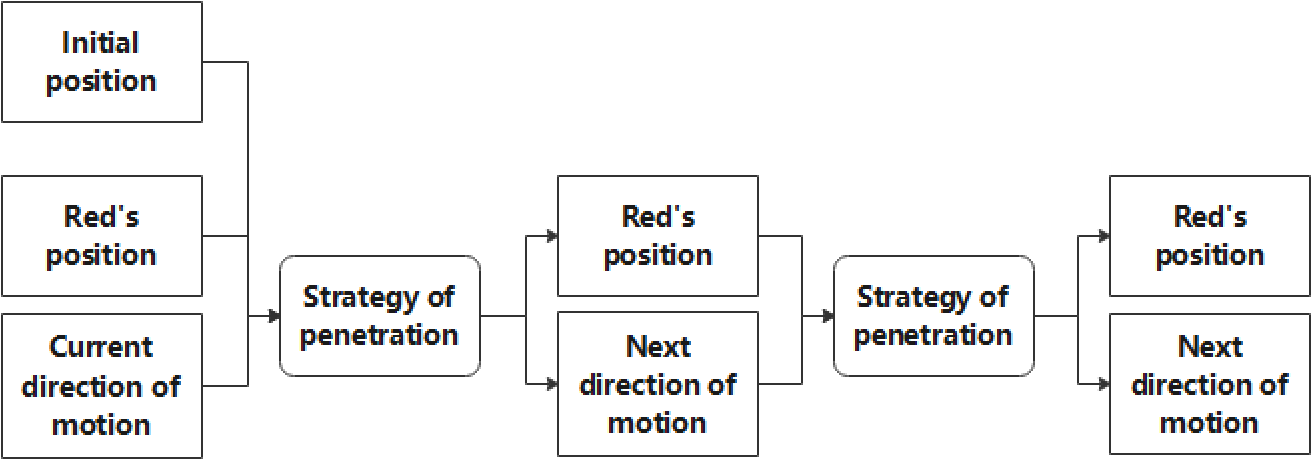 Initial
position
Red's
position
Current
direction of
motion
Strategy of
penetration
Red's
position
Next
direction of
motion
Strategy of
penetration
Red's
position
Next
direction of
motion